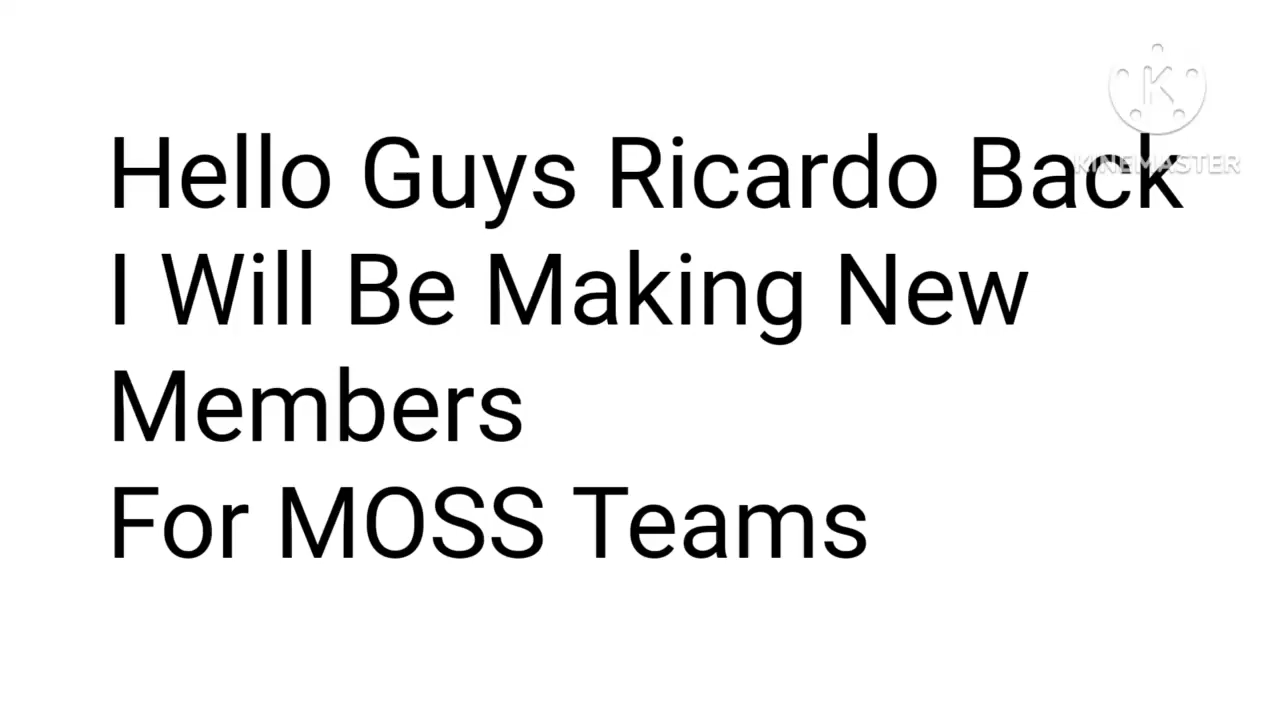 Hello Guys Ricardo Back
I Will Be Making New
Members
For MOSS Teams
K
KINEMASTER